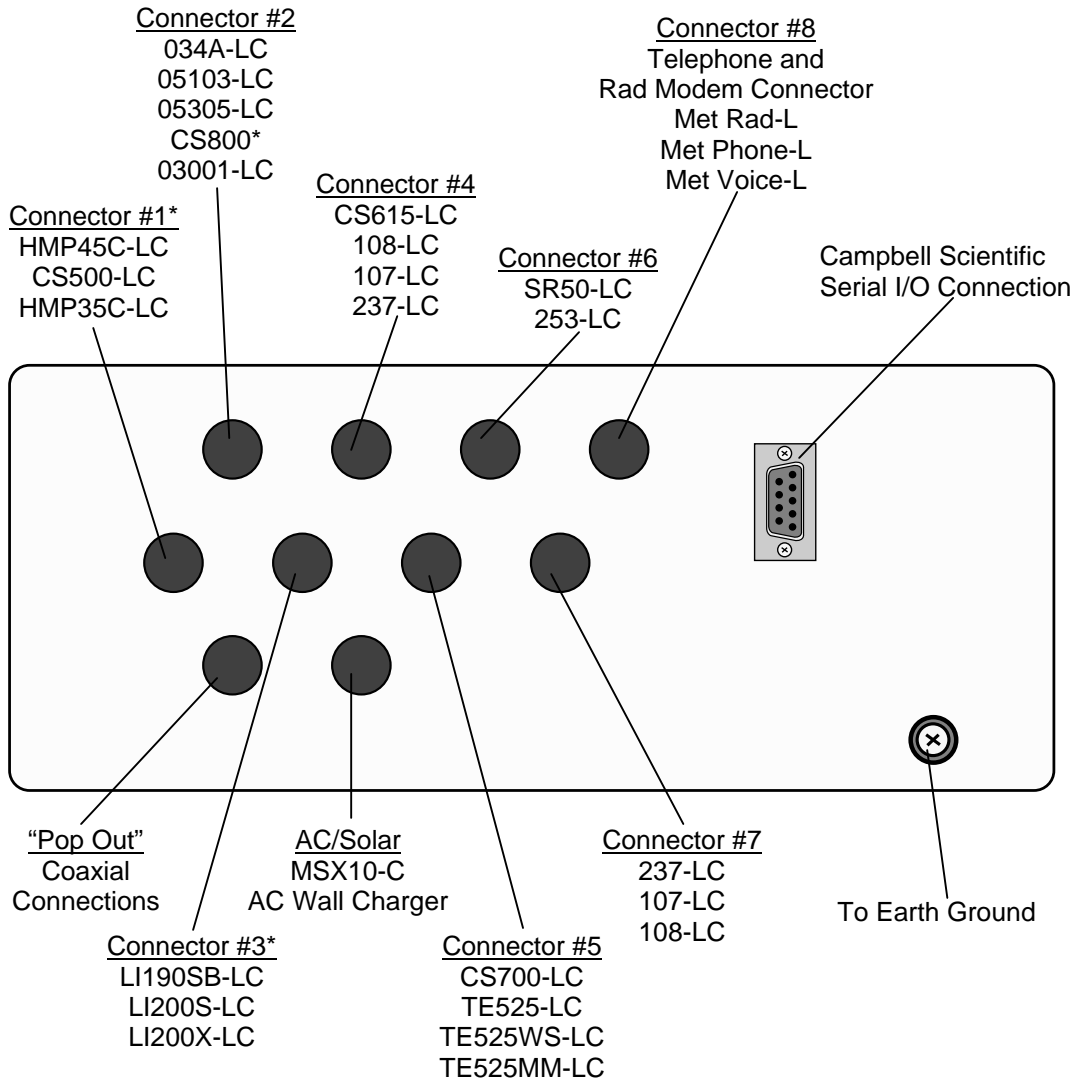 Connector #2
034A-LC
05103-LC
05305-LC
CS800*
03001-LC
Connector #8
Telephone and
Rad Modem Connector
Met Rad-L
Met Phone-L
Met Voice-L
Connector #1*
HMP45C-LC
CS500-LC
HMP35C-LC
Connector #4
CS615-LC
108-LC
107-LC
237-LC
Connector #6
SR50-LC
253-LC
Campbell Scientific
Serial I/O Connection
"Pop Out"
Coaxial
Connections
AC/Solar
MSX10-C
AC Wall Charger
Connector #7
237-LC
107-LC
108-LC
To Earth Ground
Connector #3*
LI190SB-LC
LI200S-LC
LI200X-LC
Connector #5
CS700-LC
TE525-LC
TE525WS-LC
TE525MM-LC